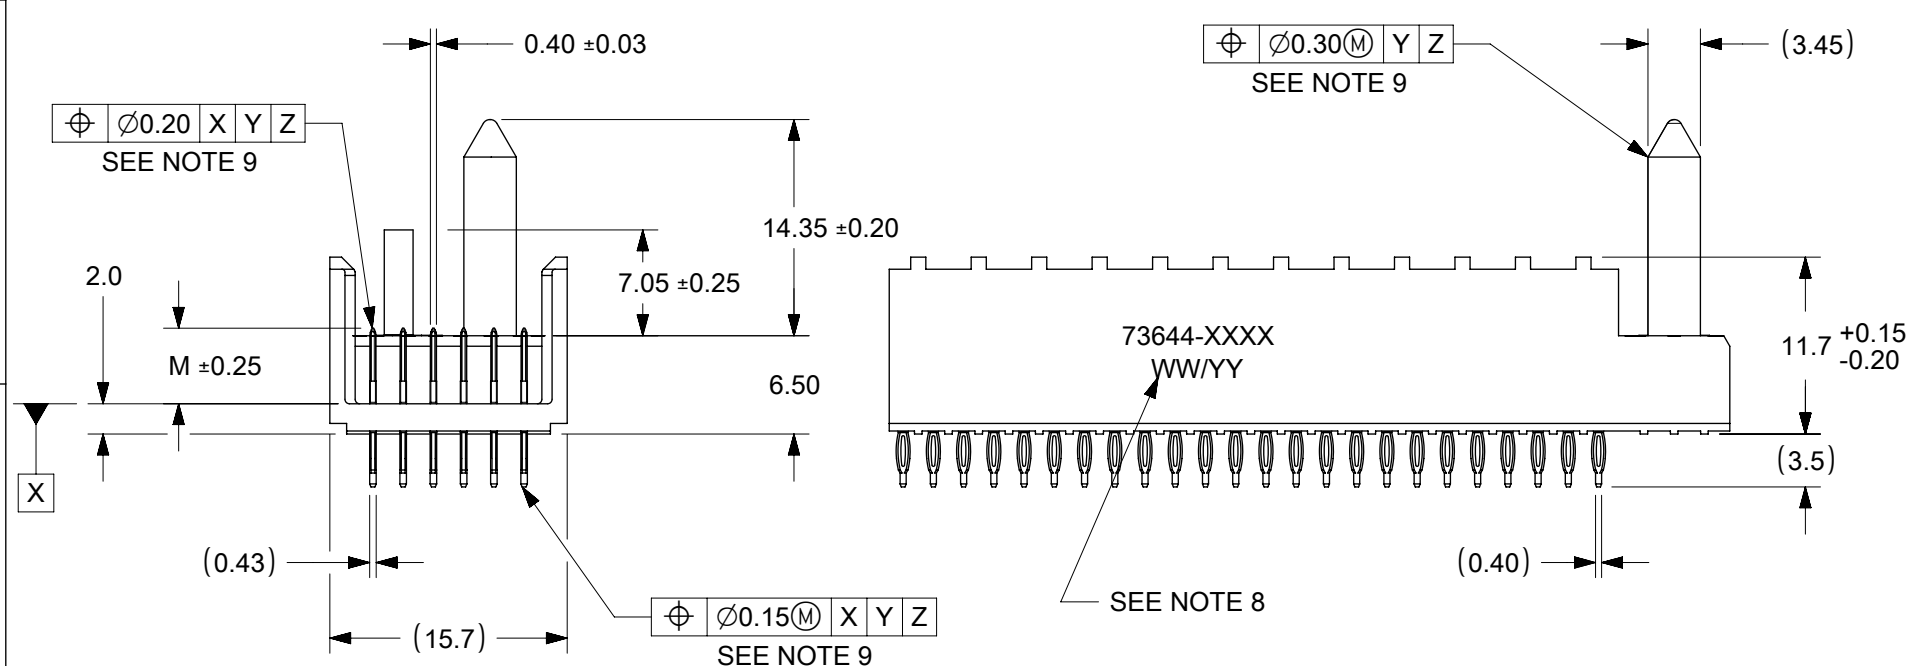 0.40 ±0.03
⌖ ∅0.30Ⓜ Y Z
SEE NOTE 9
(3.45)
⌖ ∅0.20 X Y Z
SEE NOTE 9
14.35 ±0.20
7.05 ±0.25
2.0
M ±0.25
6.50
X
73644-XXXX
WW/YY
11.7 +0.15
-0.20
(3.5)
(0.43)
(0.40)
SEE NOTE 8
⌖ ∅0.15Ⓜ X Y Z
SEE NOTE 9
(15.7)